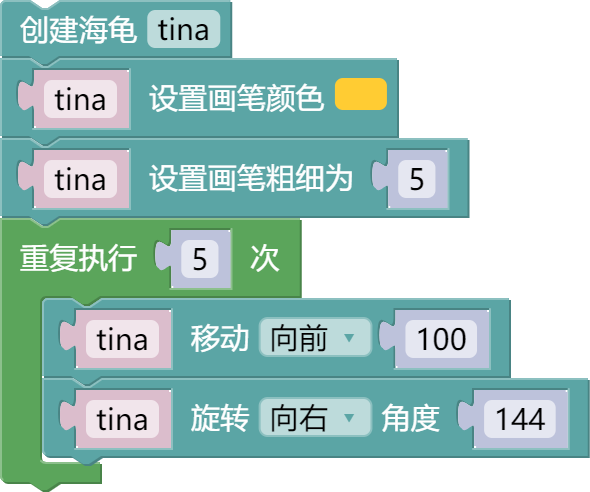 创建海龟 tina
tina 设置画笔颜色
tina 设置画笔粗细为 5
重复执行 5 次
tina 移动 向前 100
tina 旋转 向右 角度 144